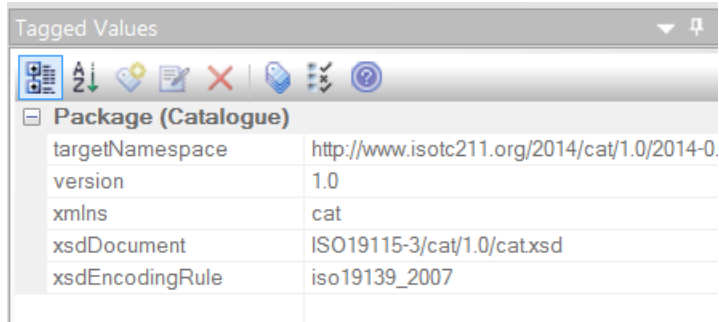 Tagged Values
Package (Catalogue)
targetNamespace http://www.isotc211.org/2014/cat/1.0/2014-0.
version 1.0
xmlns cat
xsdDocument ISO19115-3/cat/1.0/cat.xsd
xsdEncodingRule iso19139_2007